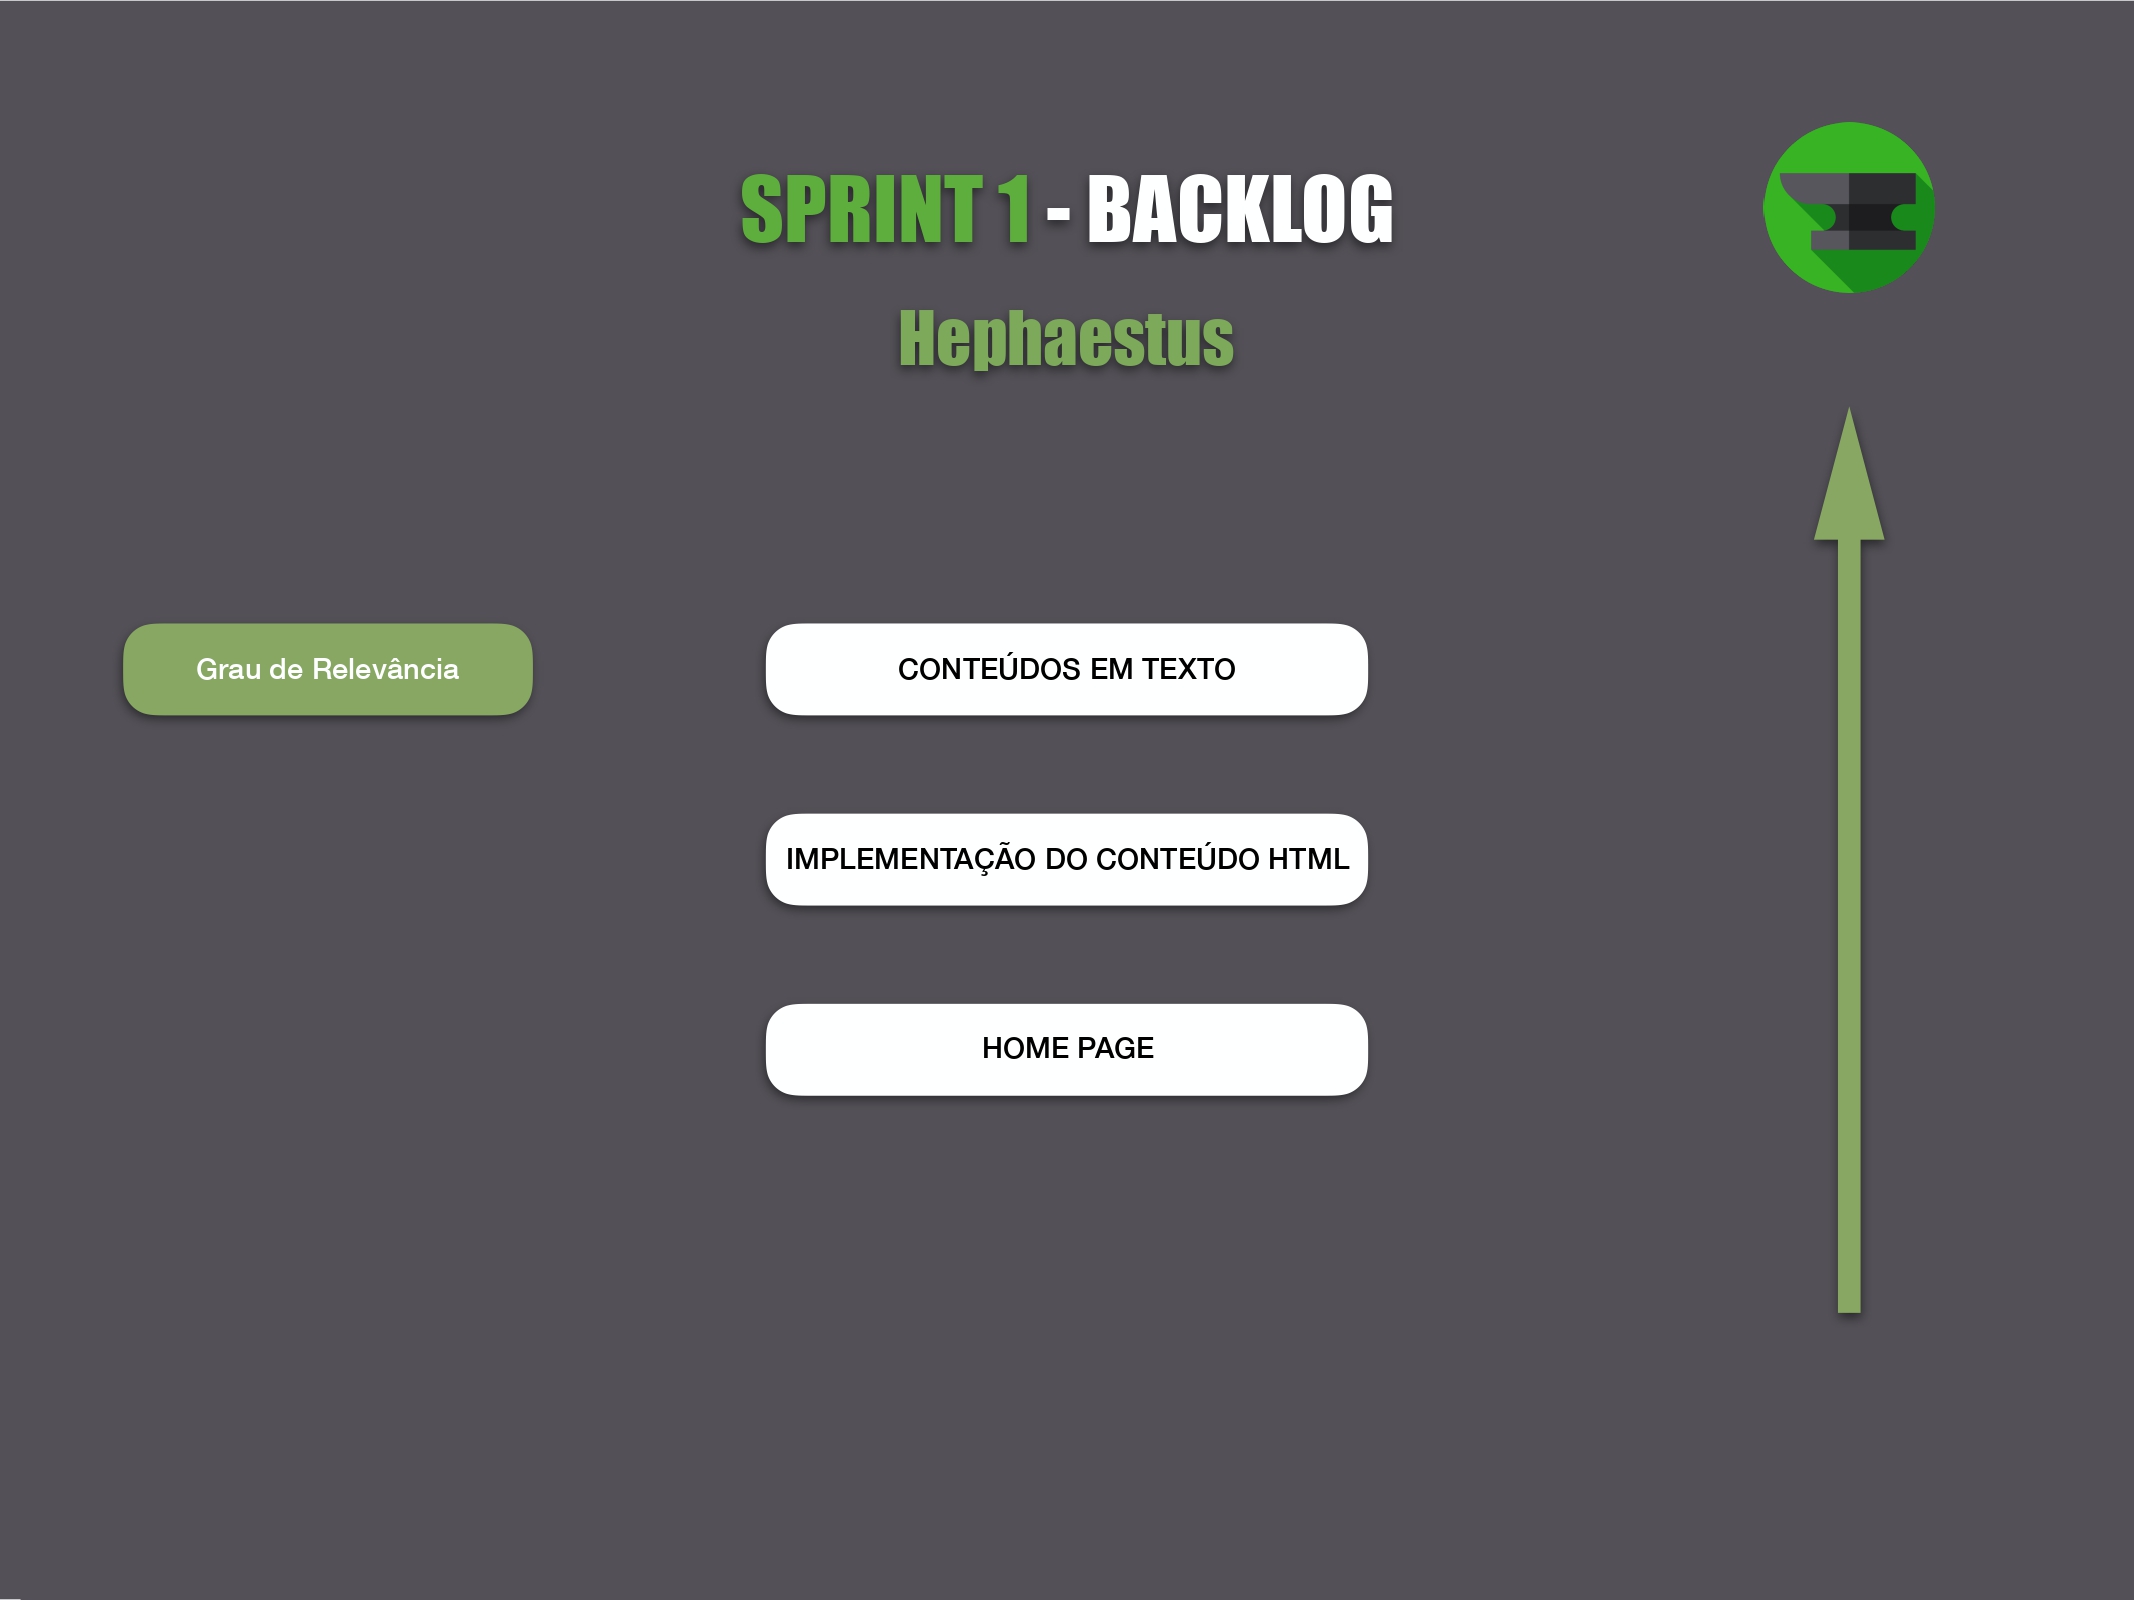 SPRINT 1 - BACKLOG
Hephaestus
Grau de Relevância
CONTEÚDOS EM TEXTO
IMPLEMENTAÇÃO DO CONTEÚDO HTML
HOME PAGE